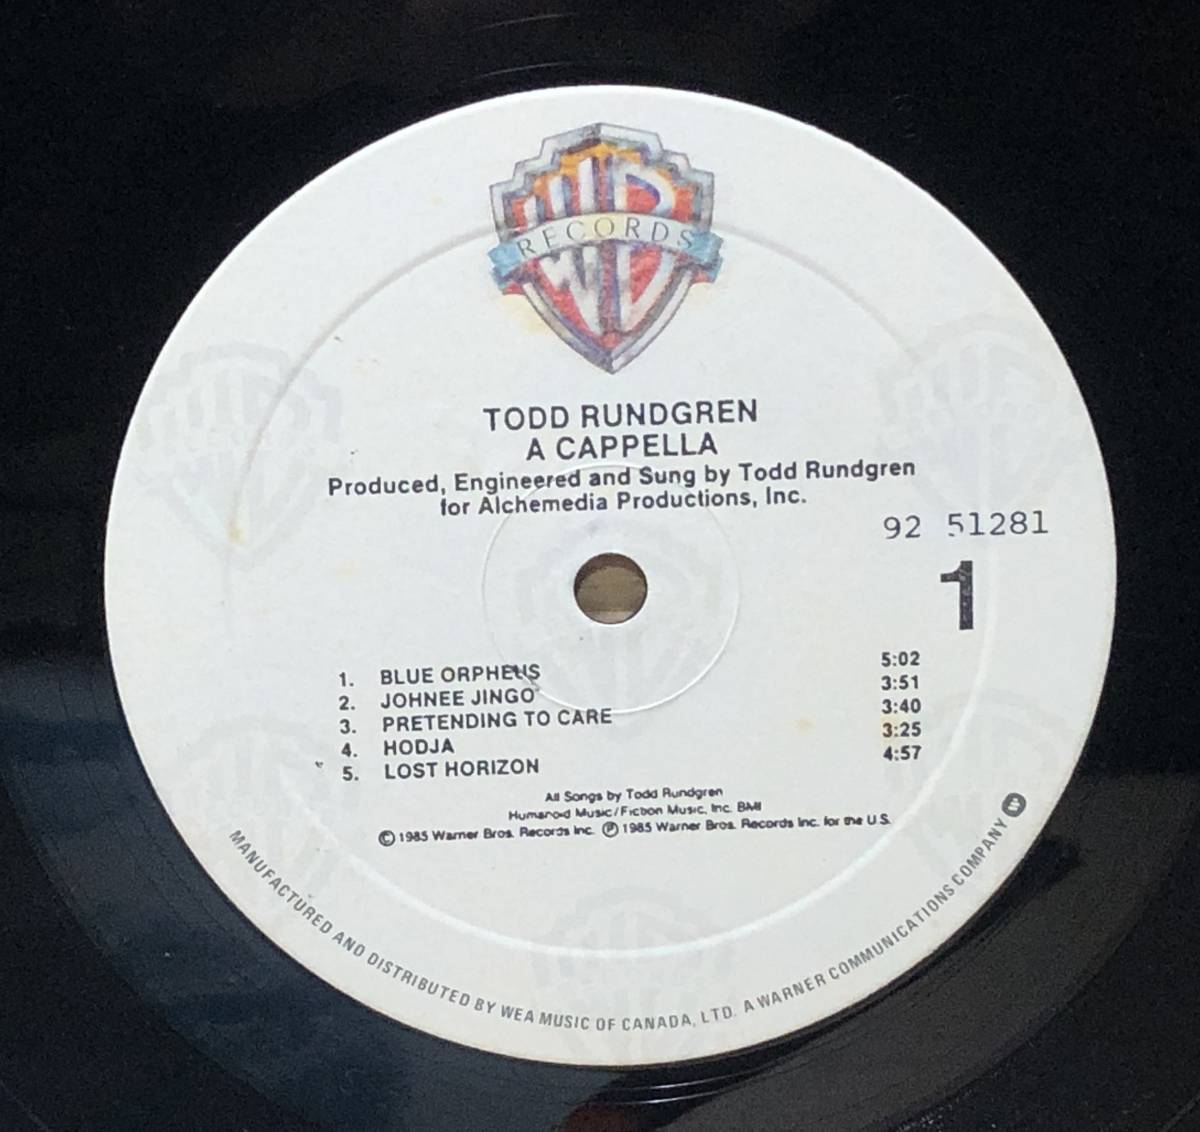 WB
RECORDS
TODD RUNDGREN
A CAPPELLA
Produced, Engineered and Sung by Todd Rundgren
for Alchemedia Productions, Inc.
92 51281
1
1. BLUE ORPHEUS 5:02
2. JOHNEE JINGO 3:51
3. PRETENDING TO CARE 3:40
4. HODJA 3:25
5. LOST HORIZON 4:57
All Songs by Todd Rundgren
Humanoid Music/Fiction Music, Inc. BMI
© 1985 Warner Bros. Records Inc. ℗ 1985 Warner Bros. Records Inc. for the U.S.
MANUFACTURED AND DISTRIBUTED BY WEA MUSIC OF CANADA, LTD. A WARNER COMMUNICATIONS COMPANY